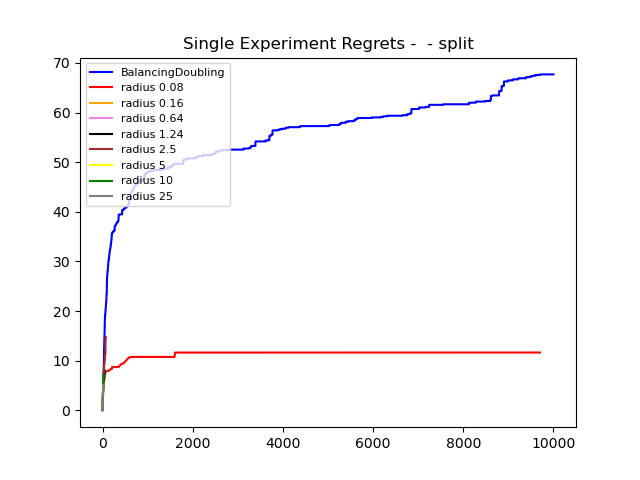 Single Experiment Regrets -  - split
70
60
50
40
30
20
10
0
BalancingDoubling
radius 0.08
radius 0.16
radius 0.64
radius 1.24
radius 2.5
radius 5
radius 10
radius 25
0 2000 4000 6000 8000 10000